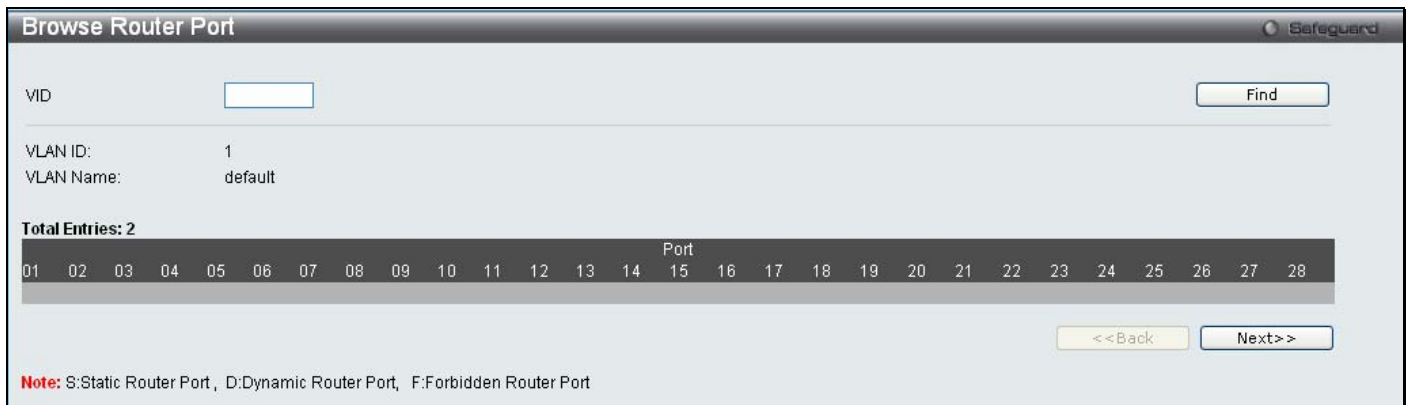 Browse Router Port
Safeguard
VID
Find
VLAN ID: 1
VLAN Name: default
Total Entries: 2
Port
01 02 03 04 05 06 07 08 09 10 11 12 13 14 15 16 17 18 19 20 21 22 23 24 25 26 27 28
<<Back Next>>
Note: S:Static Router Port , D:Dynamic Router Port, F:Forbidden Router Port